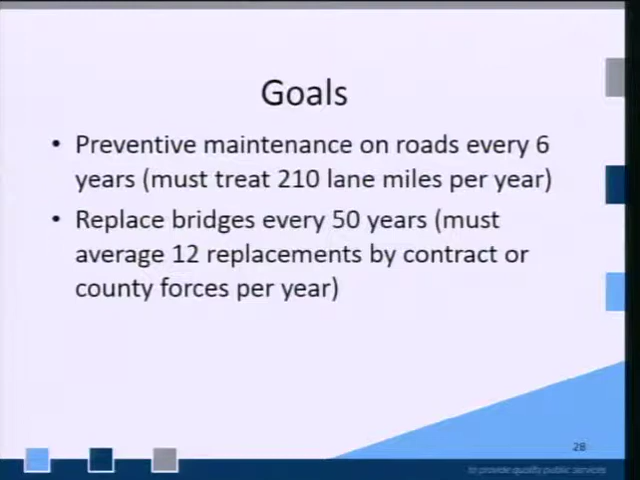 Goals
• Preventive maintenance on roads every 6
years (must treat 210 lane miles per year)
• Replace bridges every 50 years (must
average 12 replacements by contract or
county forces per year)
28
to provide quality public services